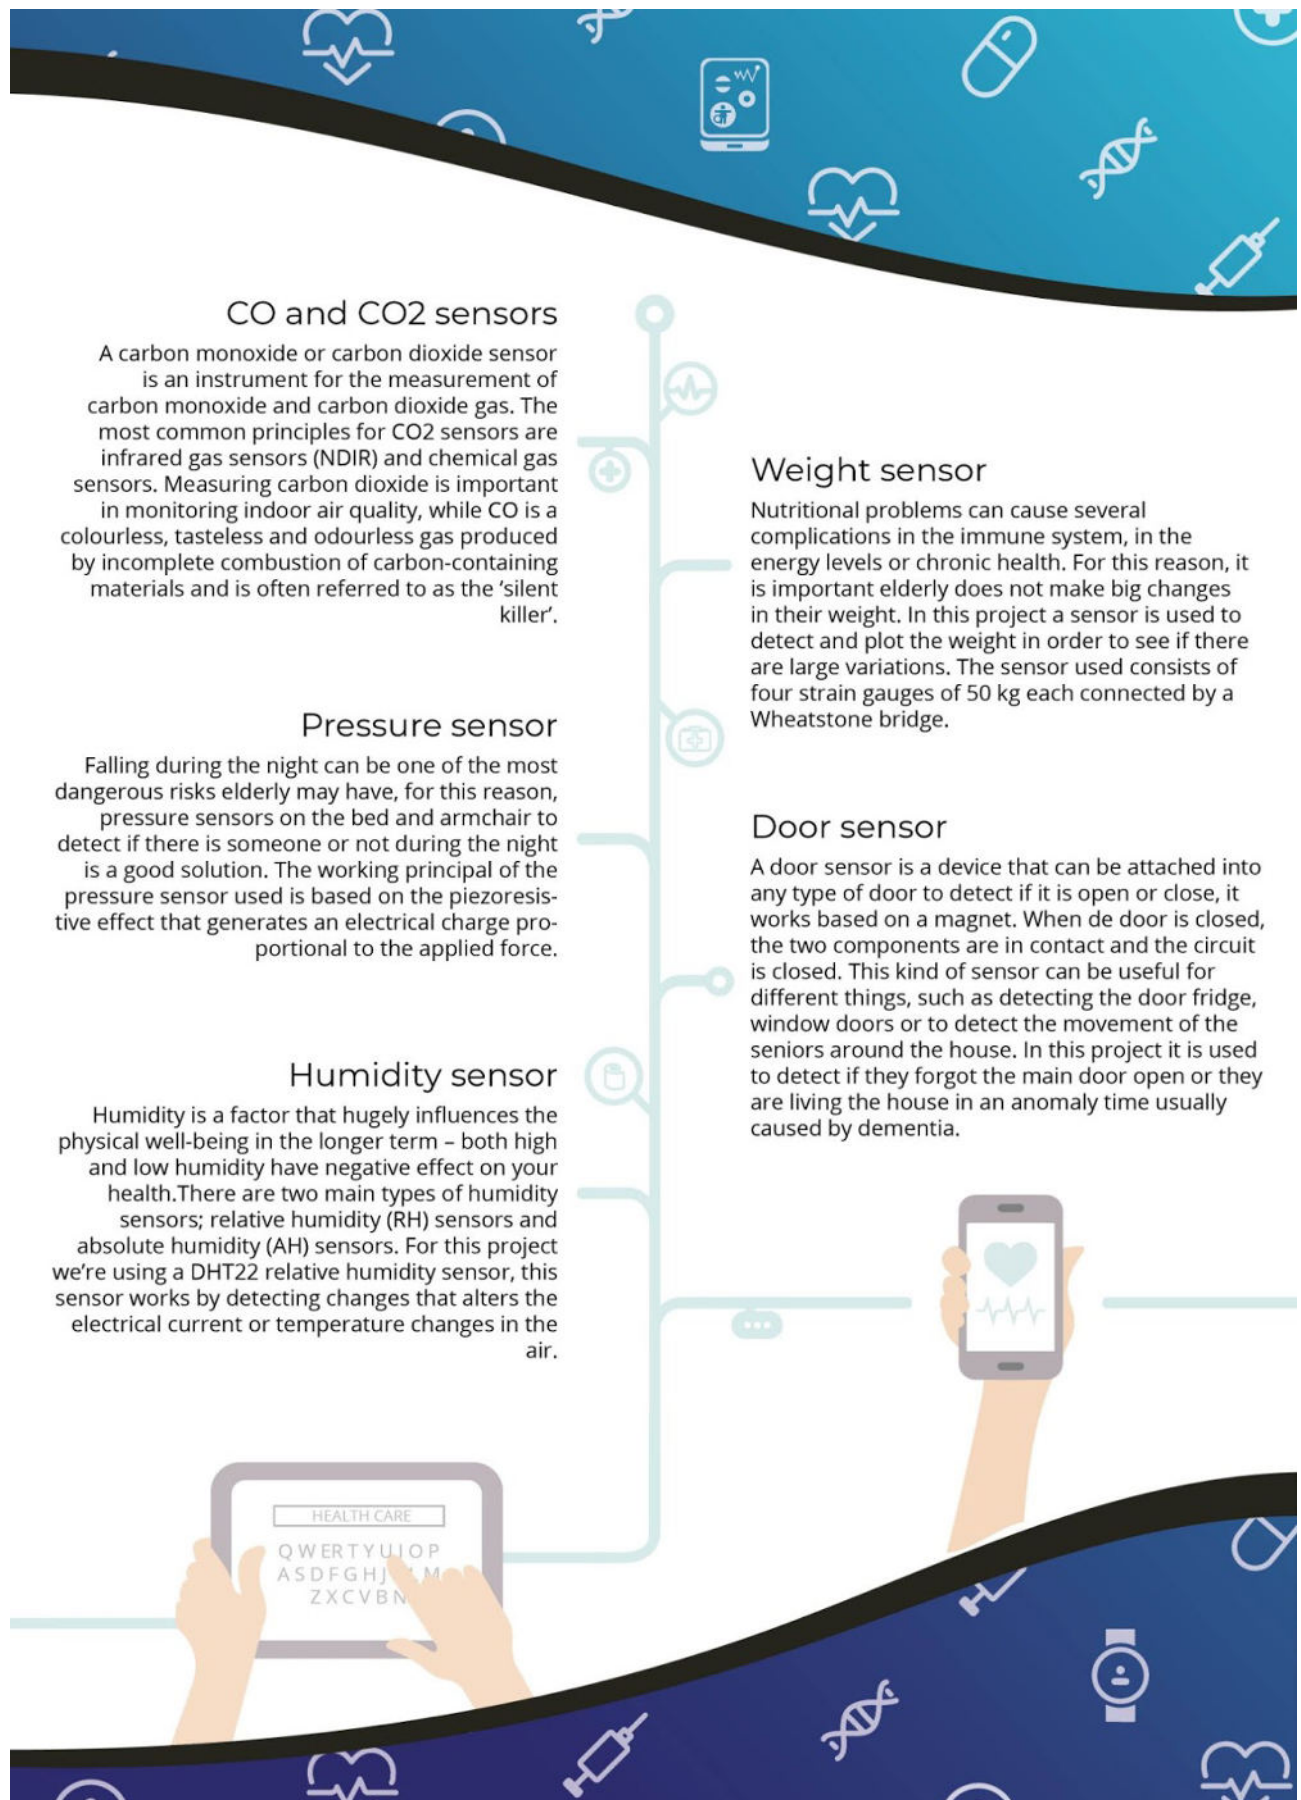 CO and CO2 sensors
A carbon monoxide or carbon dioxide sensor
is an instrument for the measurement of
carbon monoxide and carbon dioxide gas. The
most common principles for CO2 sensors are
infrared gas sensors (NDIR) and chemical gas
sensors. Measuring carbon dioxide is important
in monitoring indoor air quality, while CO is a
colourless, tasteless and odourless gas produced
by incomplete combustion of carbon-containing
materials and is often referred to as the ‘silent
killer’.
Pressure sensor
Falling during the night can be one of the most
dangerous risks elderly may have, for this reason,
pressure sensors on the bed and armchair to
detect if there is someone or not during the night
is a good solution. The working principal of the
pressure sensor used is based on the piezoresis-
tive effect that generates an electrical charge pro-
portional to the applied force.
Humidity sensor
Humidity is a factor that hugely influences the
physical well-being in the longer term – both high
and low humidity have negative effect on your
health.There are two main types of humidity
sensors; relative humidity (RH) sensors and
absolute humidity (AH) sensors. For this project
we’re using a DHT22 relative humidity sensor, this
sensor works by detecting changes that alters the
electrical current or temperature changes in the
air.
Weight sensor
Nutritional problems can cause several
complications in the immune system, in the
energy levels or chronic health. For this reason, it
is important elderly does not make big changes
in their weight. In this project a sensor is used to
detect and plot the weight in order to see if there
are large variations. The sensor used consists of
four strain gauges of 50 kg each connected by a
Wheatstone bridge.
Door sensor
A door sensor is a device that can be attached into
any type of door to detect if it is open or close, it
works based on a magnet. When de door is closed,
the two components are in contact and the circuit
is closed. This kind of sensor can be useful for
different things, such as detecting the door fridge,
window doors or to detect the movement of the
seniors around the house. In this project it is used
to detect if they forgot the main door open or they
are living the house in an anomaly time usually
caused by dementia.
HEALTH CARE
QWERTYUIOP
ASDFGHJ LM
ZXCVBN